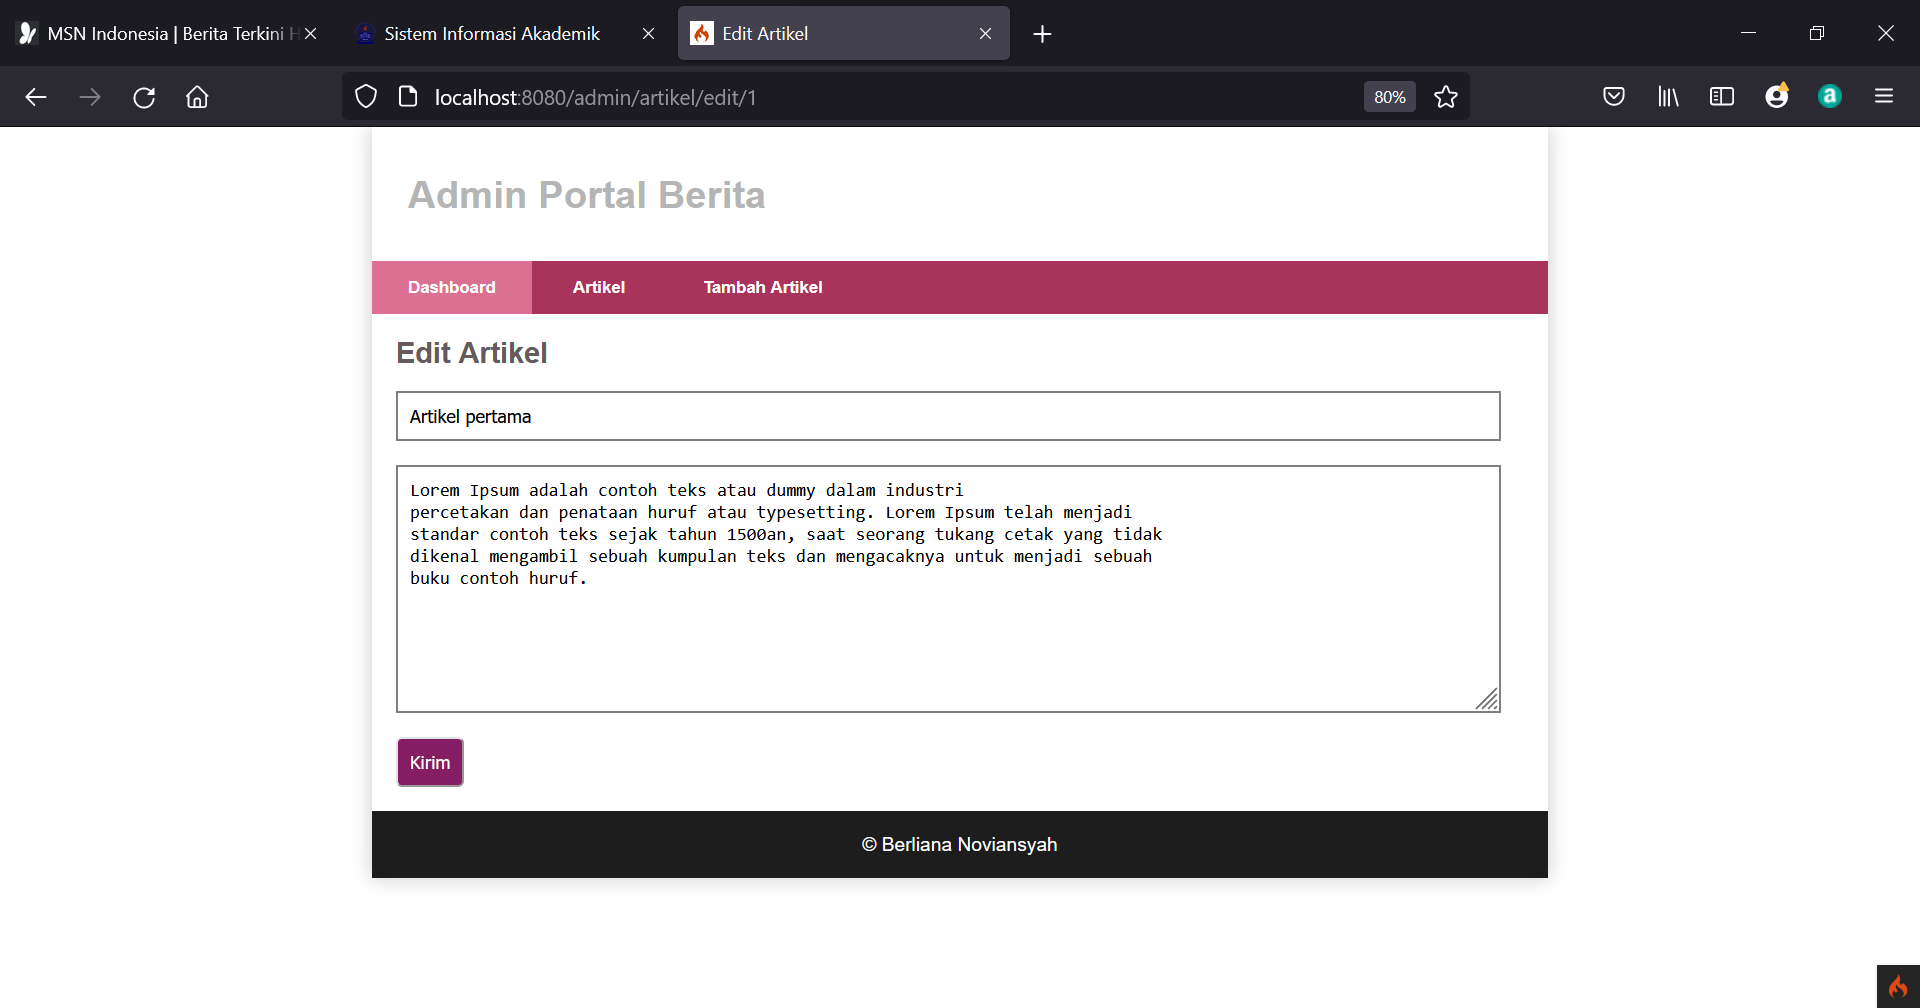 MSN Indonesia | Berita Terkini H
Sistem Informasi Akademik
Edit Artikel
localhost:8080/admin/artikel/edit/1
80%
a
Admin Portal Berita
Dashboard
Artikel
Tambah Artikel
Edit Artikel
Artikel pertama
Lorem Ipsum adalah contoh teks atau dummy dalam industri
percetakan dan penataan huruf atau typesetting. Lorem Ipsum telah menjadi
standar contoh teks sejak tahun 1500an, saat seorang tukang cetak yang tidak
dikenal mengambil sebuah kumpulan teks dan mengacaknya untuk menjadi sebuah
buku contoh huruf.
Kirim
© Berliana Noviansyah